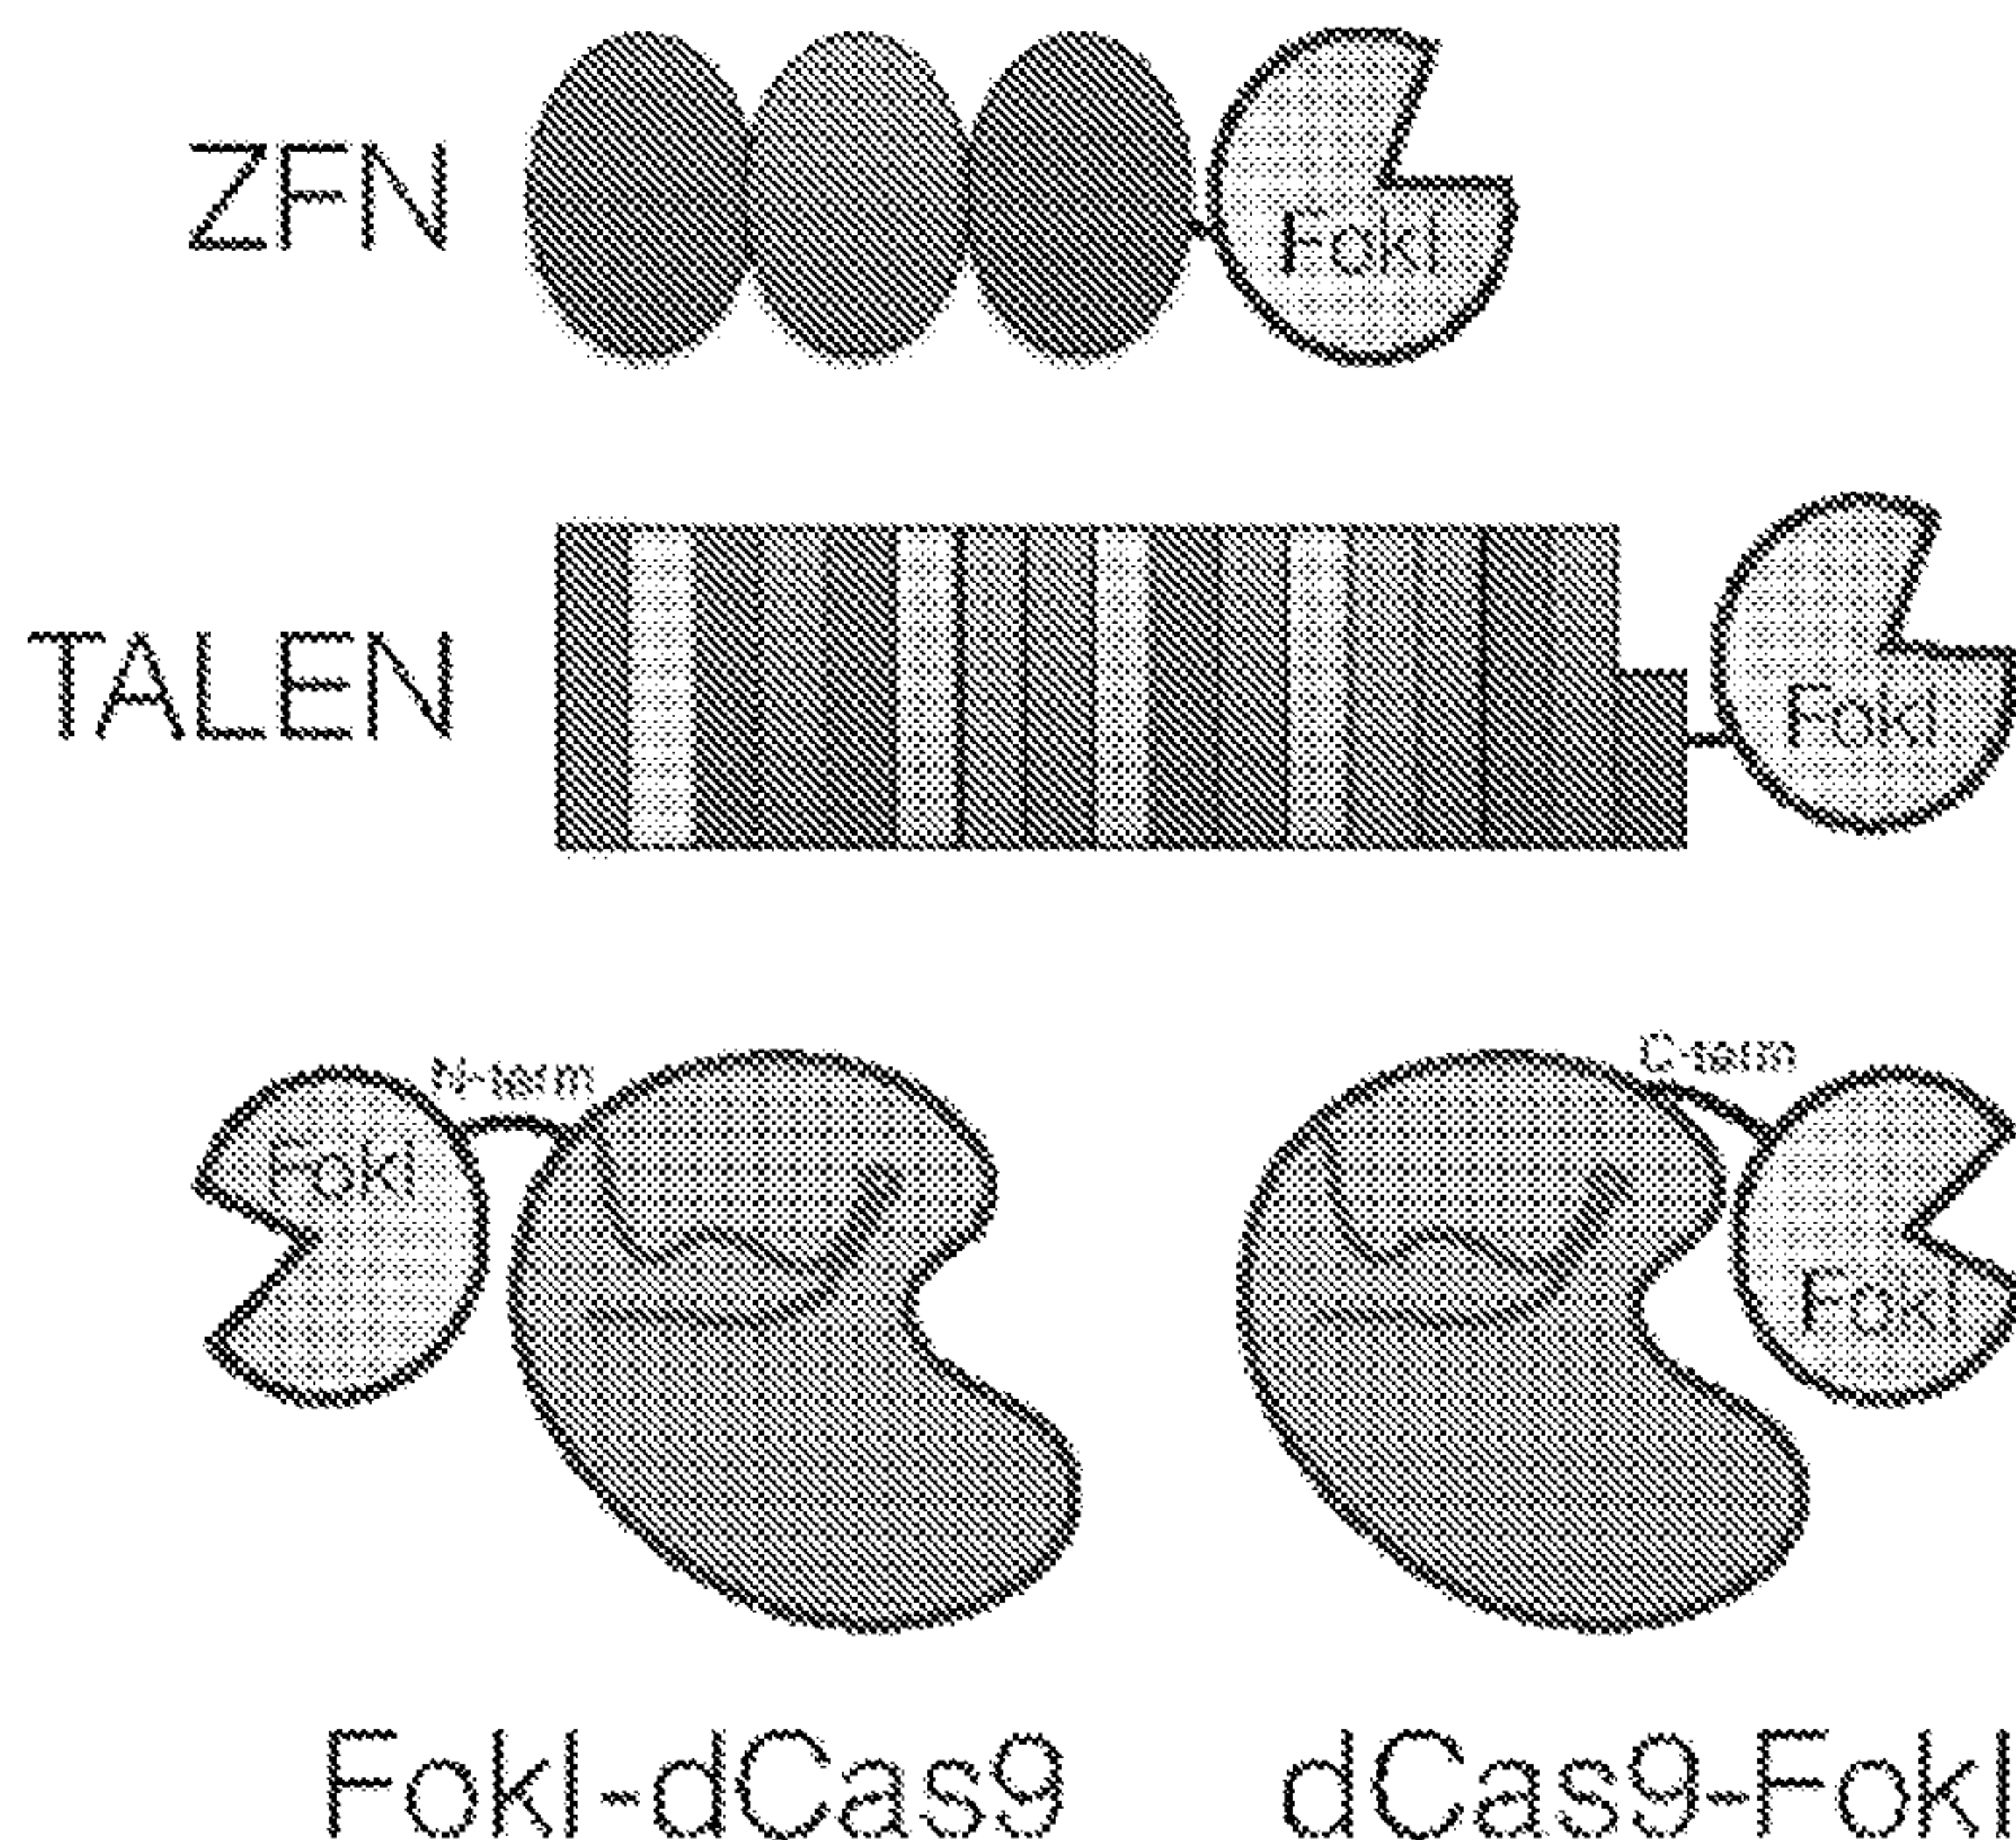 ZFN
FokI
TALEN
FokI
N-term
C-term
FokI
FokI
FokI-dCas9
dCas9-FokI